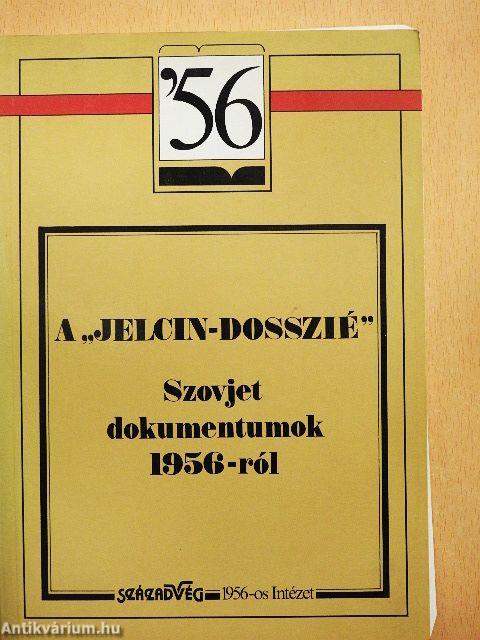 '56
A „JELCIN-DOSSZIÉ”
Szovjet
dokumentumok
1956-ról
SZÁZADVÉG 1956-os Intézet
Antikvárium.hu